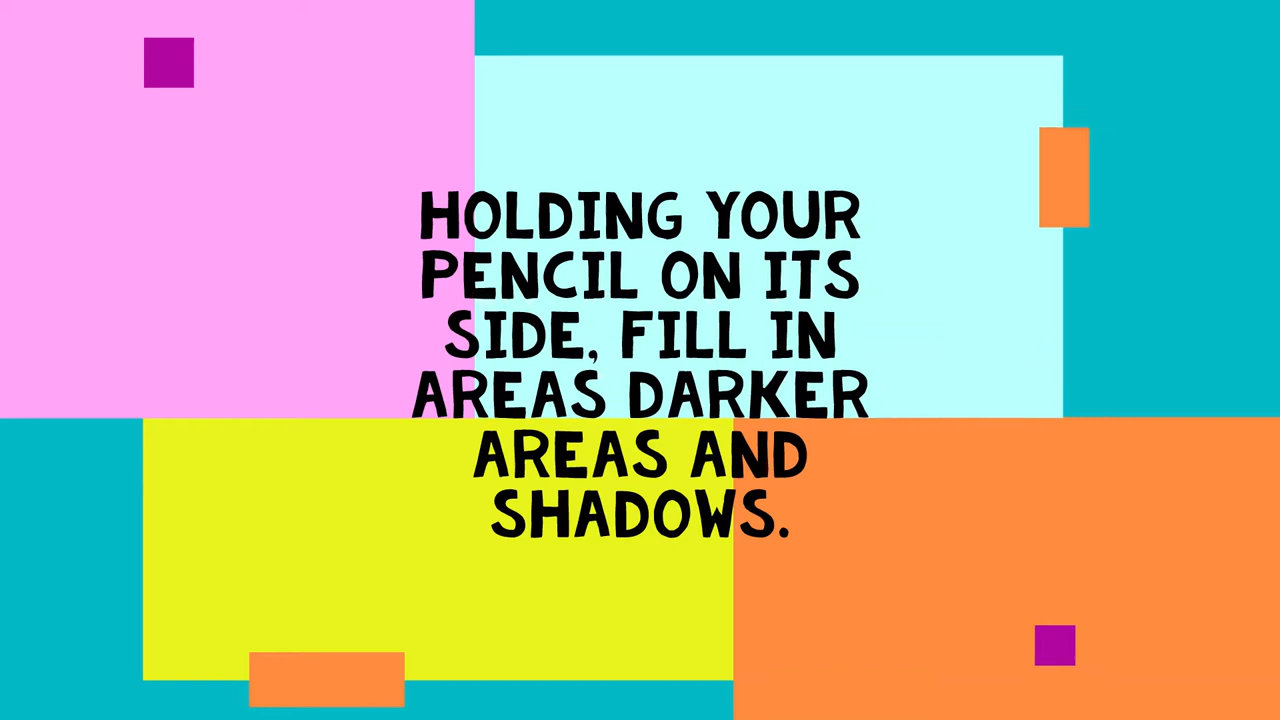 HOLDING YOUR
PENCIL ON ITS
SIDE, FILL IN
AREAS DARKER
AREAS AND
SHADOWS.